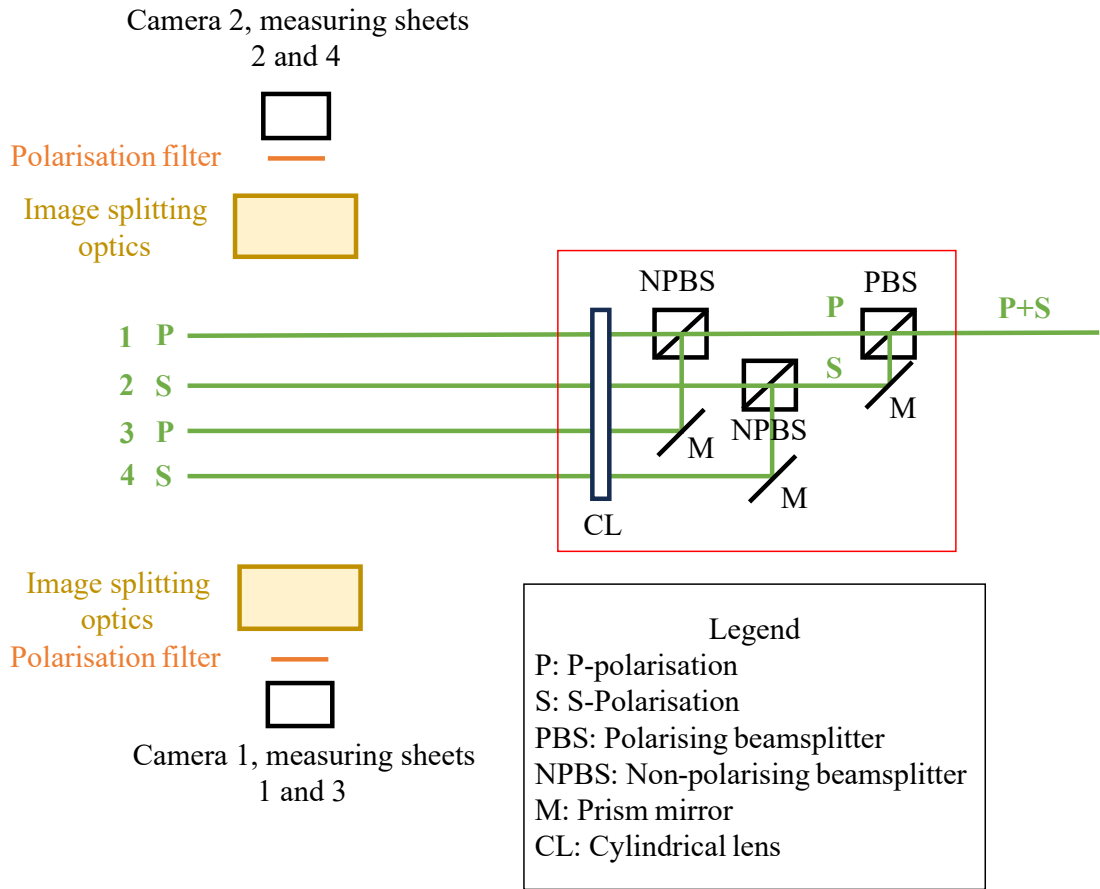 Camera 2, measuring sheets
2 and 4
Polarisation filter
Image splitting
optics
NPBS
PBS
1 P
P
P+S
2 S
S
M
3 P
M
NPBS
4 S
M
CL
Image splitting
optics
Polarisation filter
Camera 1, measuring sheets
1 and 3
Legend
P: P-polarisation
S: S-Polarisation
PBS: Polarising beamsplitter
NPBS: Non-polarising beamsplitter
M: Prism mirror
CL: Cylindrical lens